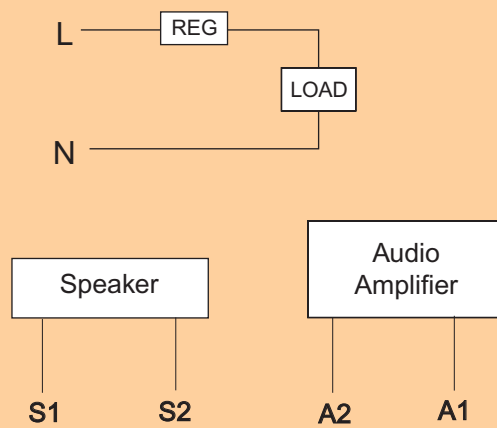 L
REG
LOAD
N
Speaker
Audio
Amplifier
S1
S2
A2
A1